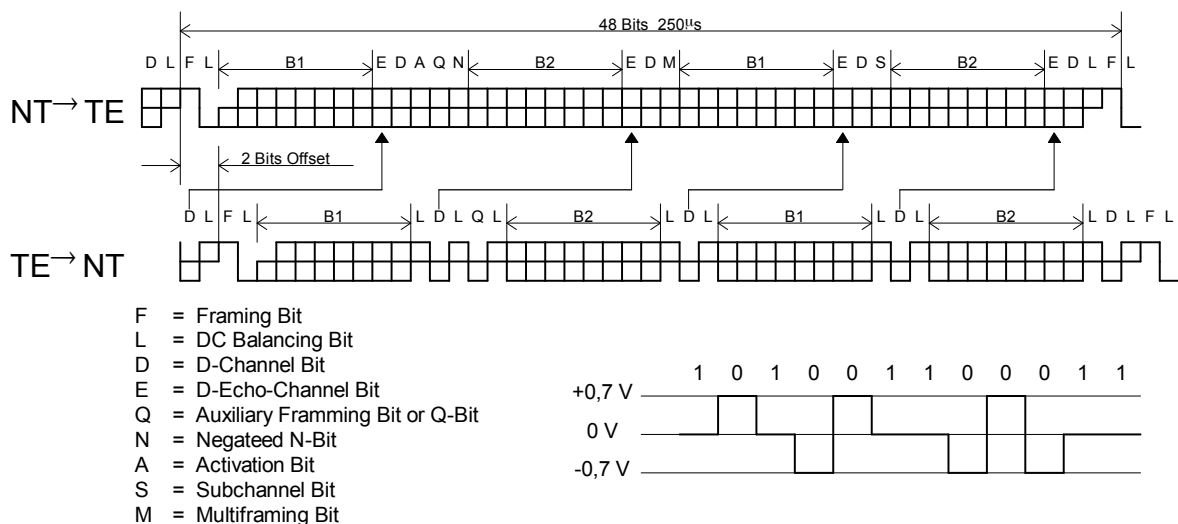 48 Bits 250µs
D L F L B1 E D A Q N B2 E D M B1 E D S B2 E D L F L
NT→ TE
2 Bits Offset
D L F L B1 L D L Q L B2 L D L B1 L D L B2 L D L F L
TE→ NT
F = Framing Bit
L = DC Balancing Bit
D = D-Channel Bit
E = D-Echo-Channel Bit
Q = Auxiliary Framming Bit or Q-Bit
N = Negateed N-Bit
A = Activation Bit
S = Subchannel Bit
M = Multiframing Bit
1 0 1 0 0 1 1 0 0 0 1 1
+0,7 V
0 V
-0,7 V